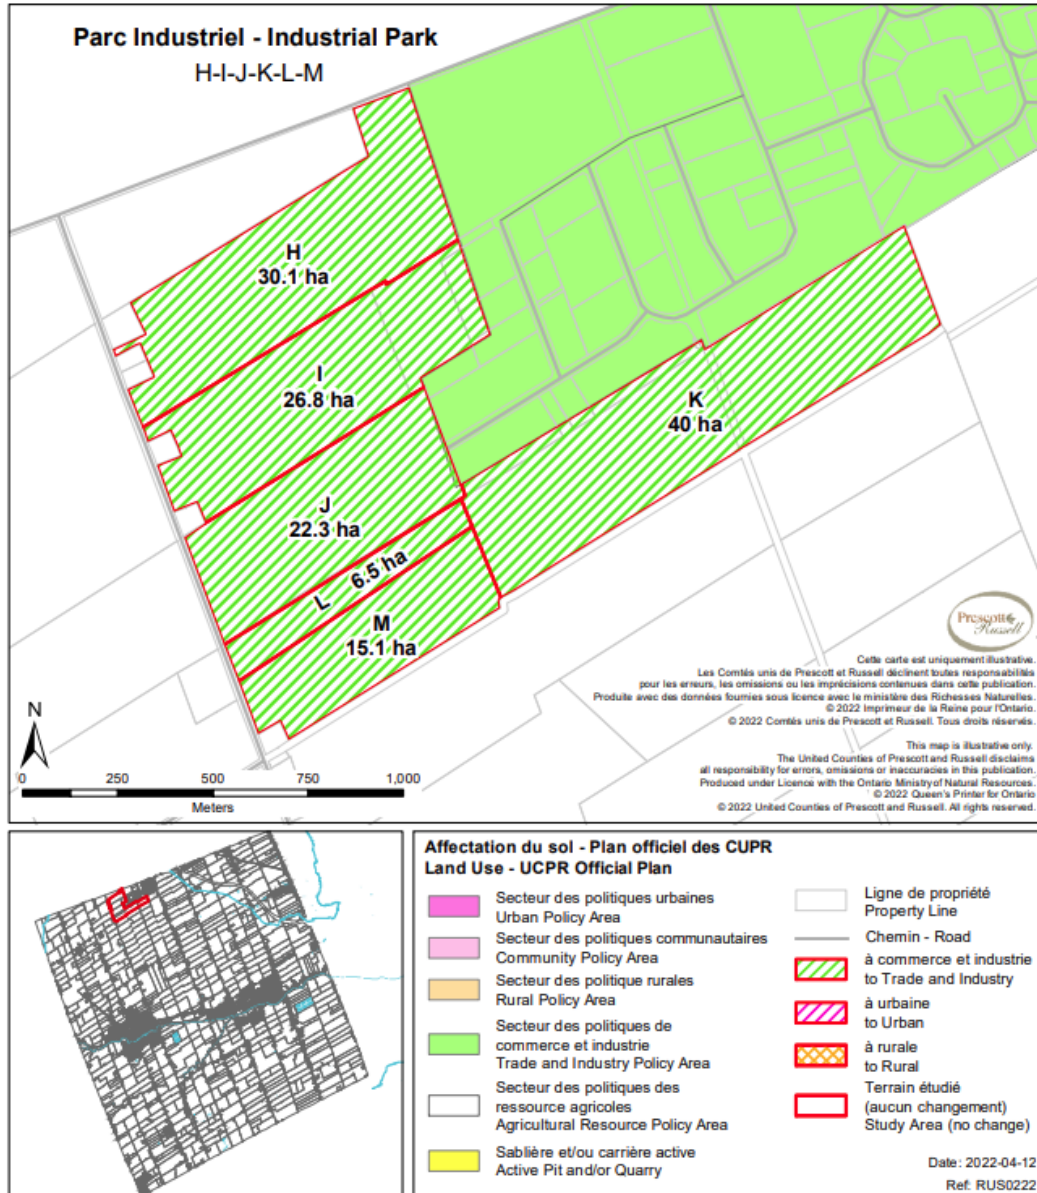 Parc Industriel - Industrial Park
H-I-J-K-L-M
H
30.1 ha
I
26.8 ha
K
40 ha
J
22.3 ha
L 6.5 ha
M
15.1 ha
Prescott
Russell
Cette carte est uniquement illustrative.
Les Comtés unis de Prescott et Russell déclinent toutes responsabilités
pour les erreurs, les omissions ou les imprécisions contenues dans cette publication.
Produite avec des données fournies sous licence avec le ministère des Richesses Naturelles.
© 2022 Imprimeur de la Reine pour l'Ontario.
© 2022 Comtés unis de Prescott et Russell. Tous droits réservés.
This map is illustrative only.
The United Counties of Prescott and Russell disclaims
all responsibility for errors, omissions or inaccuracies in this publication.
Produced under Licence with the Ontario Ministry of Natural Resources.
© 2022 Queen's Printer for Ontario
© 2022 United Counties of Prescott and Russell. All rights reserved.
N
0 250 500 750 1,000
Meters
Affectation du sol - Plan officiel des CUPR
Land Use - UCPR Official Plan
Secteur des politiques urbaines
Urban Policy Area
Secteur des politiques communautaires
Community Policy Area
Secteur des politique rurales
Rural Policy Area
Secteur des politiques de
commerce et industrie
Trade and Industry Policy Area
Secteur des politiques des
ressource agricoles
Agricultural Resource Policy Area
Sablière et/ou carrière active
Active Pit and/or Quarry
Ligne de propriété
Property Line
Chemin - Road
à commerce et industrie
to Trade and Industry
à urbaine
to Urban
à rurale
to Rural
Terrain étudié
(aucun changement)
Study Area (no change)
Date: 2022-04-12
Ref: RUS0222